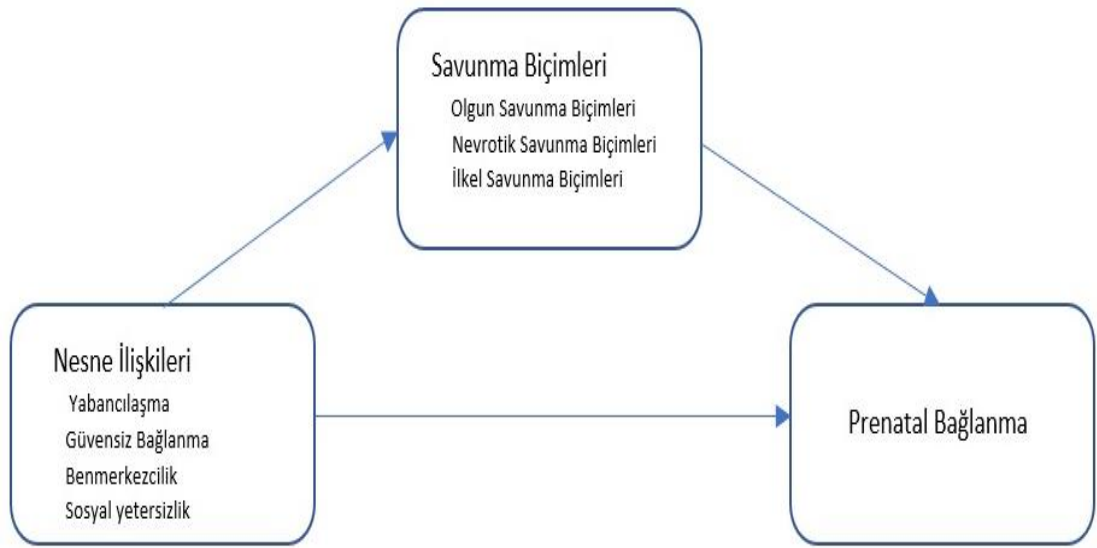 Savunma Biçimleri
Olgun Savunma Biçimleri
Nevrotik Savunma Biçimleri
İlkel Savunma Biçimleri
Nesne İlişkileri
Yabancılaşma
Güvensiz Bağlanma
Benmerkezcilik
Sosyal yetersizlik
Prenatal Bağlanma